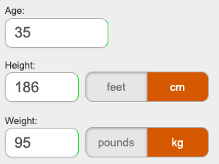 Age:
35
Height:
186 feet cm
Weight:
95 pounds kg